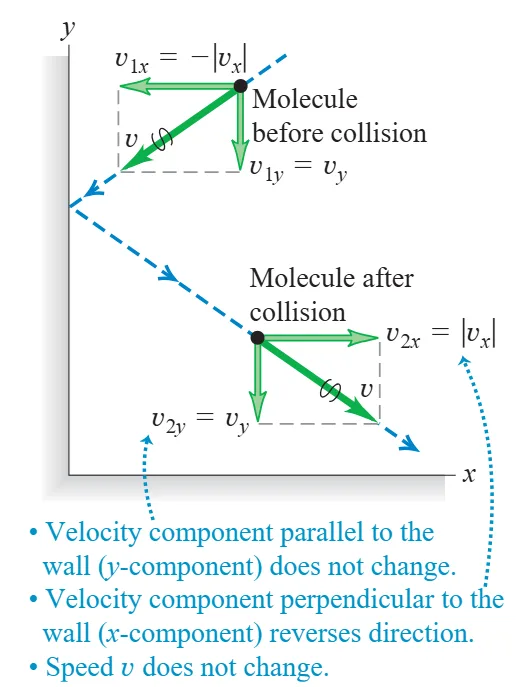 y
v₁ₓ = −|vₓ|
Molecule
before collision
v
v₁y = vy
Molecule after
collision
v₂ₓ = |vₓ|
v
v₂y = vy
x
• Velocity component parallel to the
wall (y-component) does not change.
• Velocity component perpendicular to the
wall (x-component) reverses direction.
• Speed v does not change.